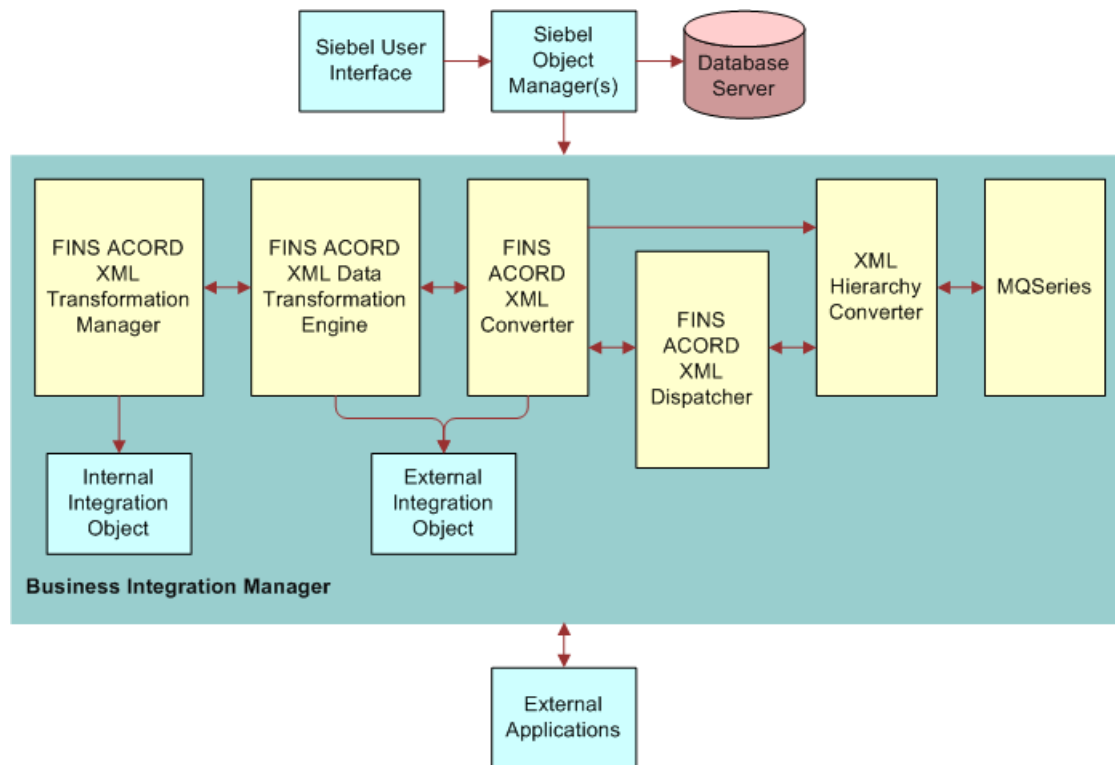 Siebel User
Interface
Siebel
Object
Manager(s)
Database
Server
FINS ACORD
XML
Transformation
Manager
FINS ACORD
XML Data
Transformation
Engine
FINS
ACORD
XML
Converter
FINS
ACORD
XML
Dispatcher
XML
Hierarchy
Converter
MQSeries
Internal
Integration
Object
External
Integration
Object
Business Integration Manager
External
Applications